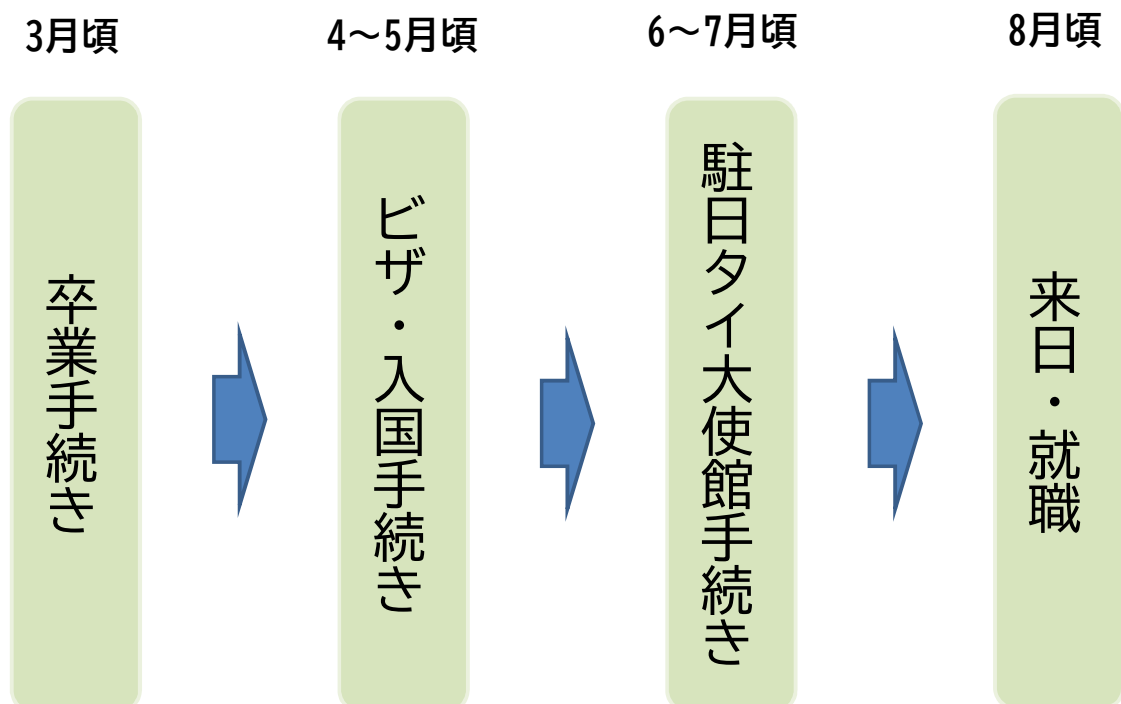 3月頃
4～5月頃
6～7月頃
8月頃
卒業手続き
ビザ・入国手続き
駐日タイ大使館手続き
来日・就職